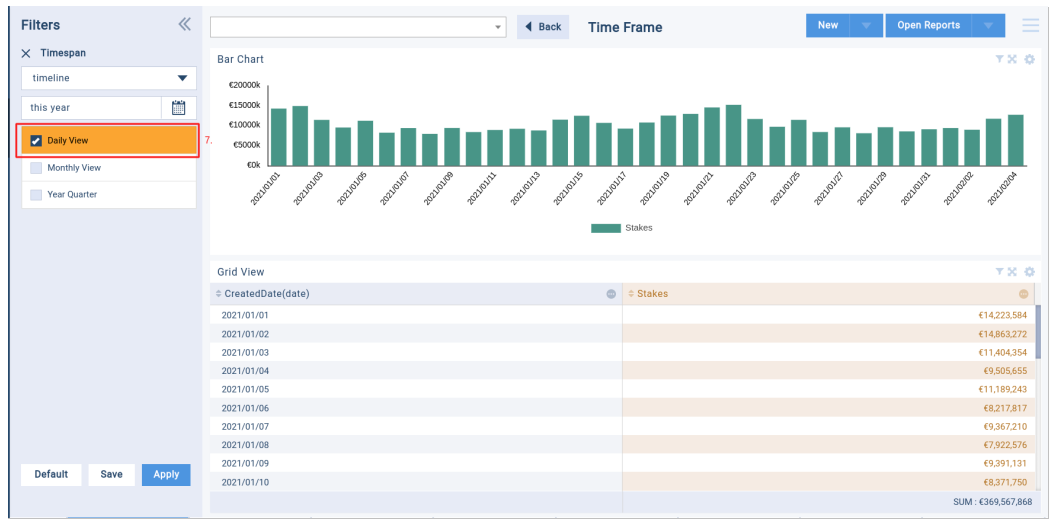 Filters
Timespan
timeline
this year
Daily View
7.
Monthly View
Year Quarter
Default Save Apply
Back Time Frame New Open Reports
Bar Chart
€20000k
€15000k
€10000k
€5000k
€0k
2021/01/01 2021/01/03 2021/01/05 2021/01/07 2021/01/09 2021/01/11 2021/01/13 2021/01/15 2021/01/17 2021/01/19 2021/01/21 2021/01/23 2021/01/25 2021/01/27 2021/01/29 2021/01/31 2021/02/02 2021/02/04
Stakes
Grid View
CreatedDate(date) Stakes
2021/01/01 €14,223,584
2021/01/02 €14,863,272
2021/01/03 €11,404,354
2021/01/04 €9,505,655
2021/01/05 €11,189,243
2021/01/06 €8,217,817
2021/01/07 €9,367,210
2021/01/08 €7,922,576
2021/01/09 €9,391,131
2021/01/10 €8,371,750
SUM : €369,567,868